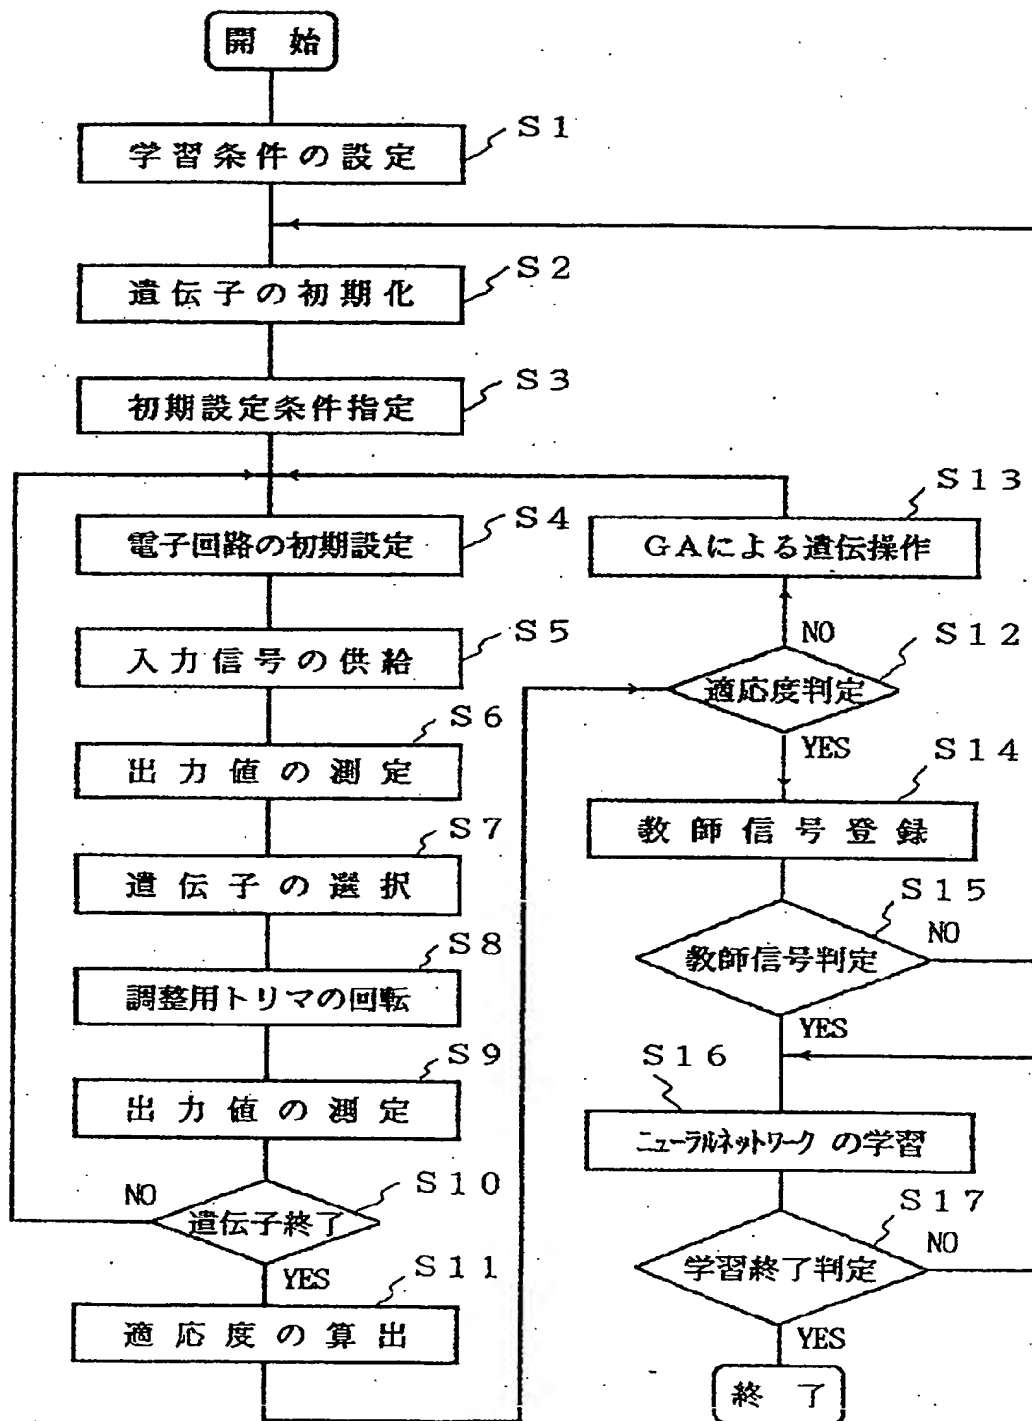 開始
S1
学習条件の設定
S2
遺伝子の初期化
S3
初期設定条件指定
S4
電子回路の初期設定
S5
入力信号の供給
S6
出力値の測定
S7
遺伝子の選択
S8
調整用トリマの回転
S9
出力値の測定
S10
NO
遺伝子終了
YES
S11
適応度の算出
S13
GAによる遺伝操作
NO
S12
適応度判定
YES
S14
教師信号登録
S15
NO
教師信号判定
YES
S16
ニューラルネットワークの学習
S17
NO
学習終了判定
YES
終了